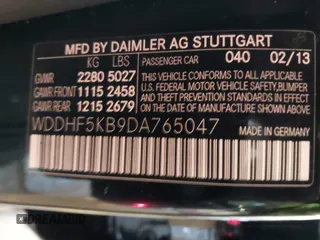 MFD BY DAIMLER AG STUTTGART
PASSENGER CAR 040 02/13
KG LBS
GVWR 2280 5027
GAWR FRONT 1115 2458
GAWR REAR 1215 2679
THIS VEHICLE CONFORMS TO ALL APPLICABLE
U.S. FEDERAL MOTOR VEHICLE SAFETY, BUMPER
AND THEFT PREVENTION STANDARDS IN EFFECT
ON THE DATE OF MANUFACTURE SHOWN ABOVE.
WDDHF5KB9DA765047
MADE IN GERMANY
DREAM